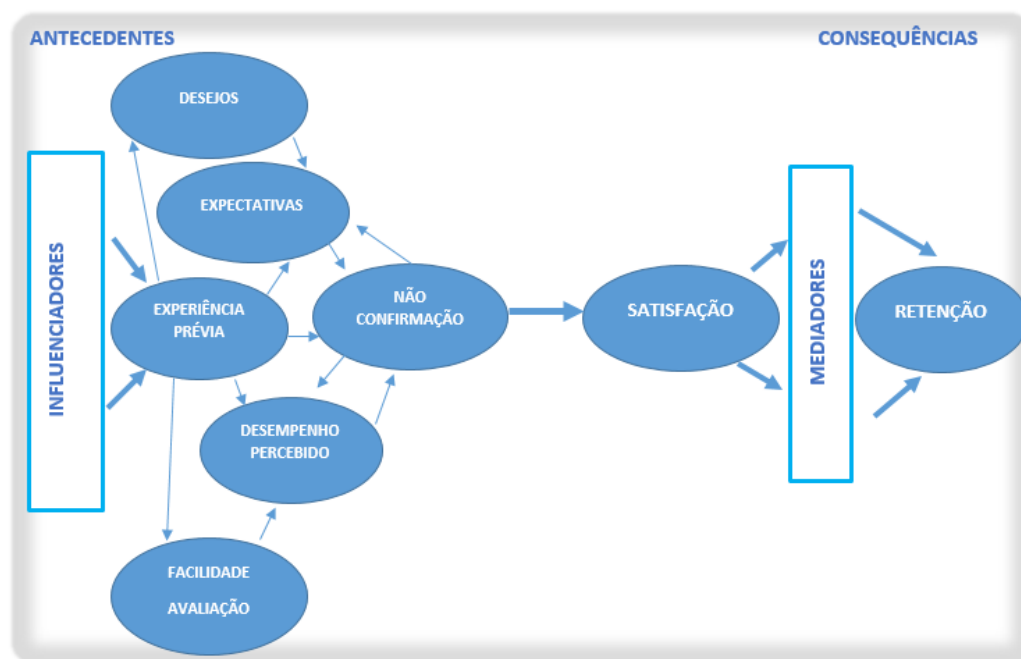 ANTECEDENTES
CONSEQUÊNCIAS
DESEJOS
EXPECTATIVAS
INFLUENCIADORES
EXPERIÊNCIA
PRÉVIA
NÃO
CONFIRMAÇÃO
SATISFAÇÃO
MEDIADORES
RETENÇÃO
DESEMPENHO
PERCEBIDO
FACILIDADE
AVALIAÇÃO